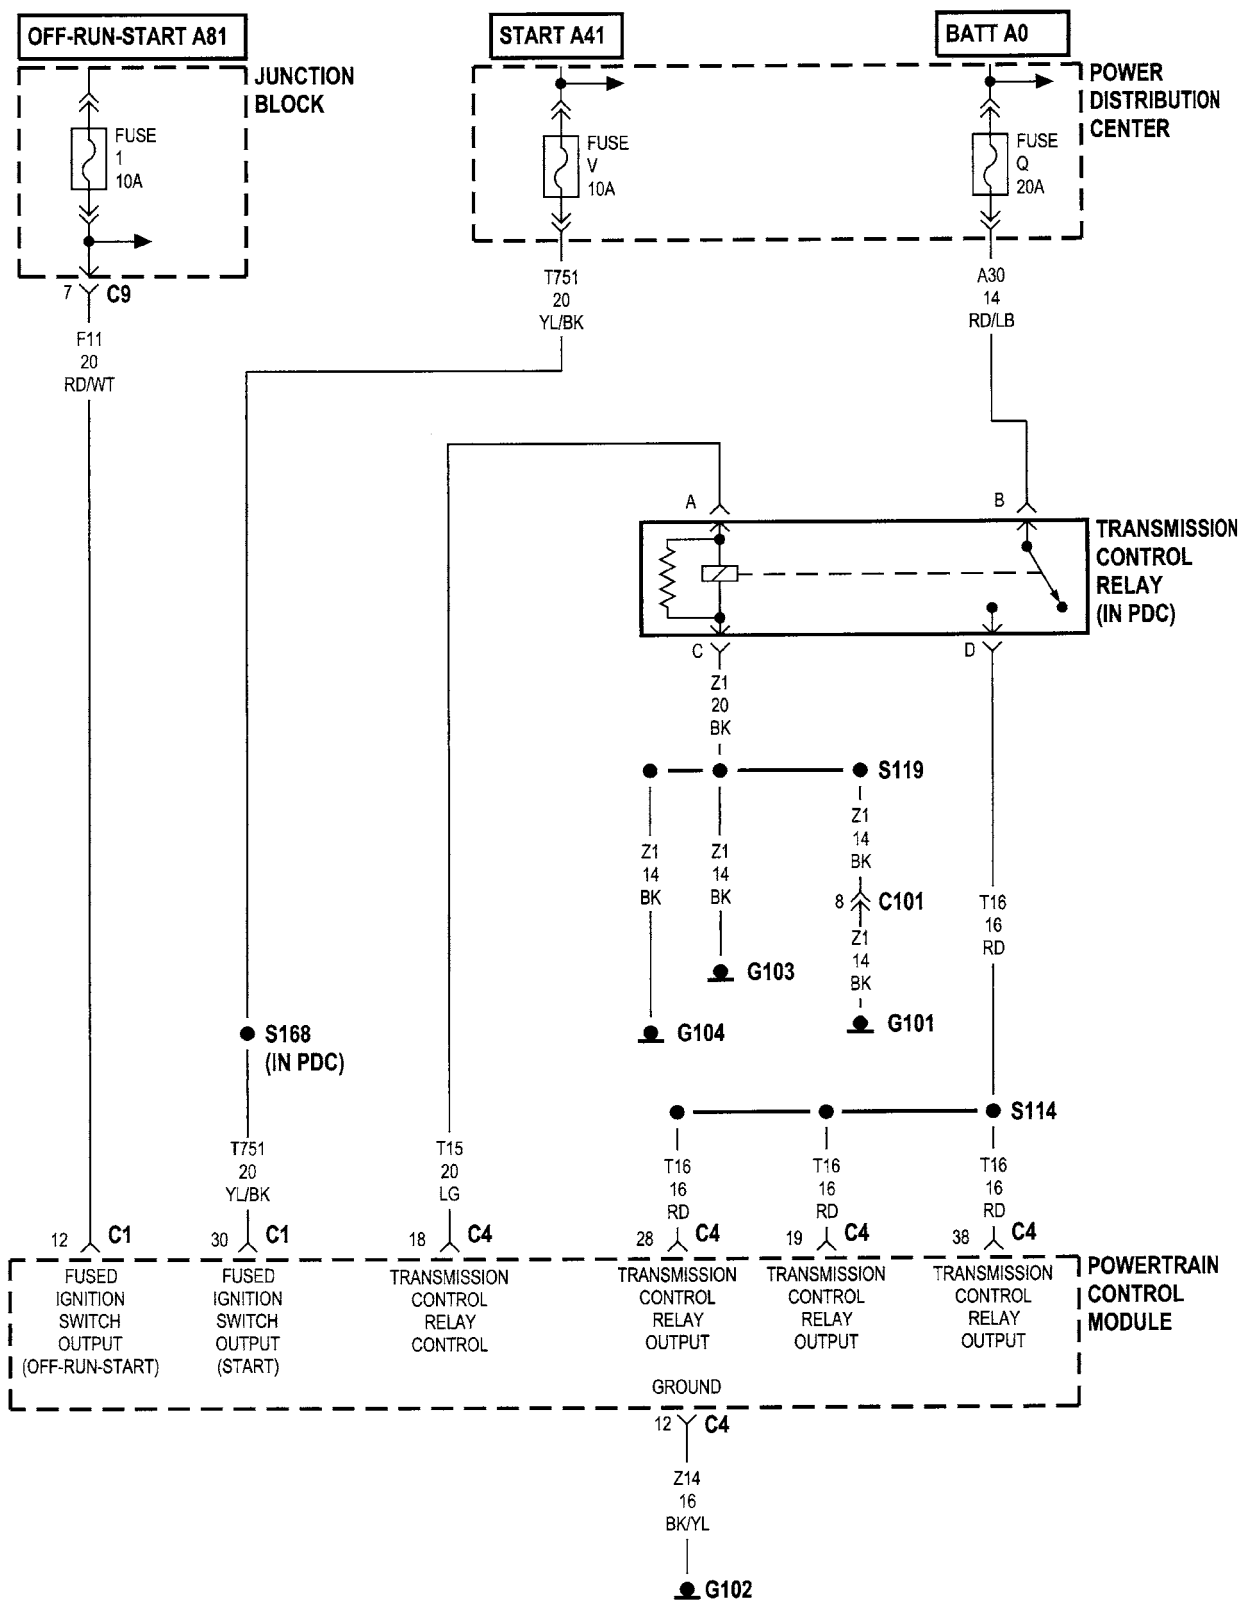 OFF-RUN-START A81
START A41
BATT A0
JUNCTION
BLOCK
POWER
DISTRIBUTION
CENTER
FUSE
1
10A
FUSE
V
10A
FUSE
Q
20A
7
C9
F11
20
RD/WT
T751
20
YL/BK
A30
14
RD/LB
A
B
TRANSMISSION
CONTROL
RELAY
(IN PDC)
C
D
Z1
20
BK
S119
Z1
14
BK
Z1
14
BK
Z1
14
BK
8
C101
Z1
14
BK
T16
16
RD
G103
G104
G101
S168
(IN PDC)
S114
T751
20
YL/BK
T15
20
LG
T16
16
RD
T16
16
RD
T16
16
RD
12
C1
30
C1
18
C4
28
C4
19
C4
38
C4
FUSED
IGNITION
SWITCH
OUTPUT
(OFF-RUN-START)
FUSED
IGNITION
SWITCH
OUTPUT
(START)
TRANSMISSION
CONTROL
RELAY
CONTROL
TRANSMISSION
CONTROL
RELAY
OUTPUT
TRANSMISSION
CONTROL
RELAY
OUTPUT
TRANSMISSION
CONTROL
RELAY
OUTPUT
POWERTRAIN
CONTROL
MODULE
GROUND
12
C4
Z14
16
BK/YL
G102